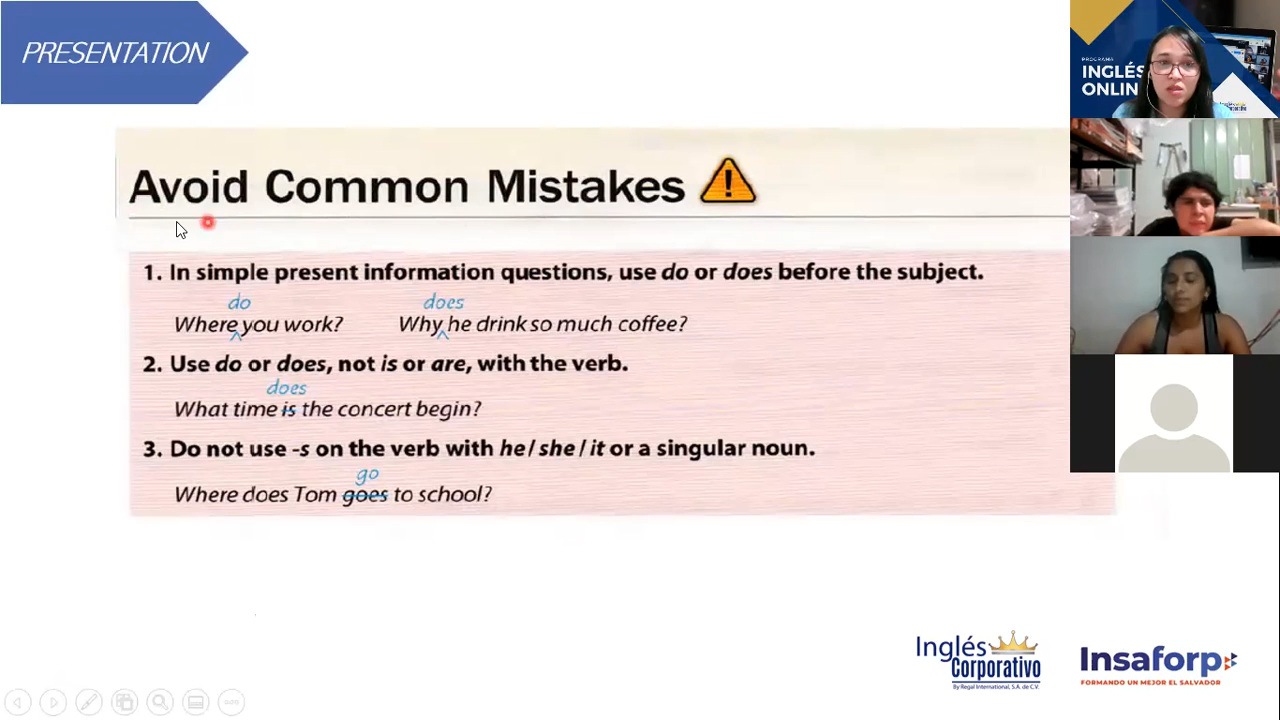 PRESENTATION
Avoid Common Mistakes
1. In simple present information questions, use do or does before the subject.
do does
Where you work? Why he drink so much coffee?
2. Use do or does, not is or are, with the verb.
does
What time is the concert begin?
3. Do not use -s on the verb with he / she / it or a singular noun.
go
Where does Tom goes to school?
PROGRAMA
INGLÉS
ONLIN
Inglés
Corporativo
By Regal International, S.A. de C.V.
Insaforp
FORMANDO UN MEJOR EL SALVADOR